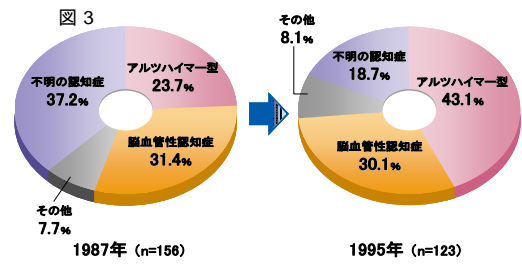 図 3
アルツハイマー型
23.7%
脳血管性認知症
31.4%
その他
7.7%
不明の認知症
37.2%
1987年（n=156）
アルツハイマー型
43.1%
脳血管性認知症
30.1%
その他
8.1%
不明の認知症
18.7%
1995年（n=123）